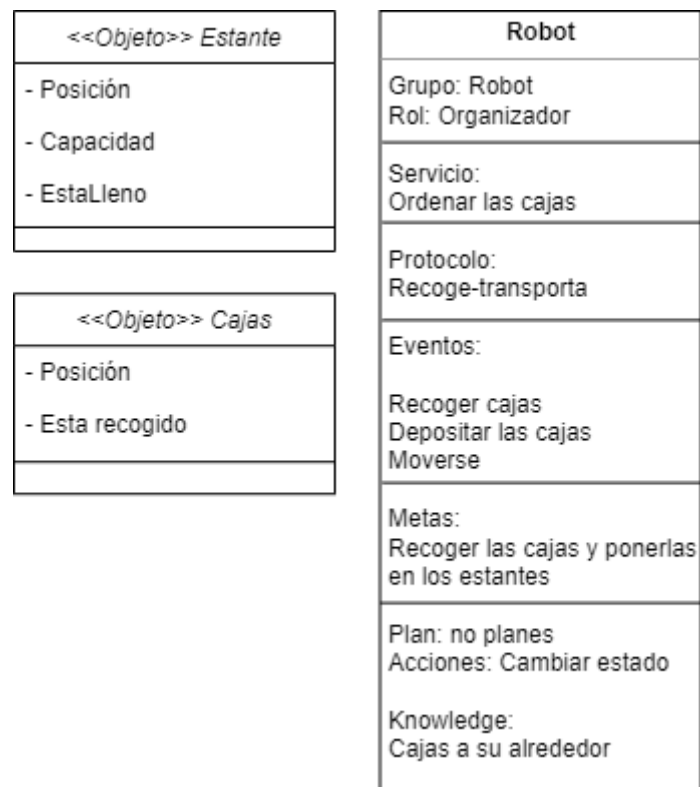 <<Objeto>> Estante
- Posición
- Capacidad
- EstaLleno
<<Objeto>> Cajas
- Posición
- Esta recogido
Robot
Grupo: Robot
Rol: Organizador
Servicio:
Ordenar las cajas
Protocolo:
Recoge-transporta
Eventos:
Recoger cajas
Depositar las cajas
Moverse
Metas:
Recoger las cajas y ponerlas
en los estantes
Plan: no planes
Acciones: Cambiar estado
Knowledge:
Cajas a su alrededor